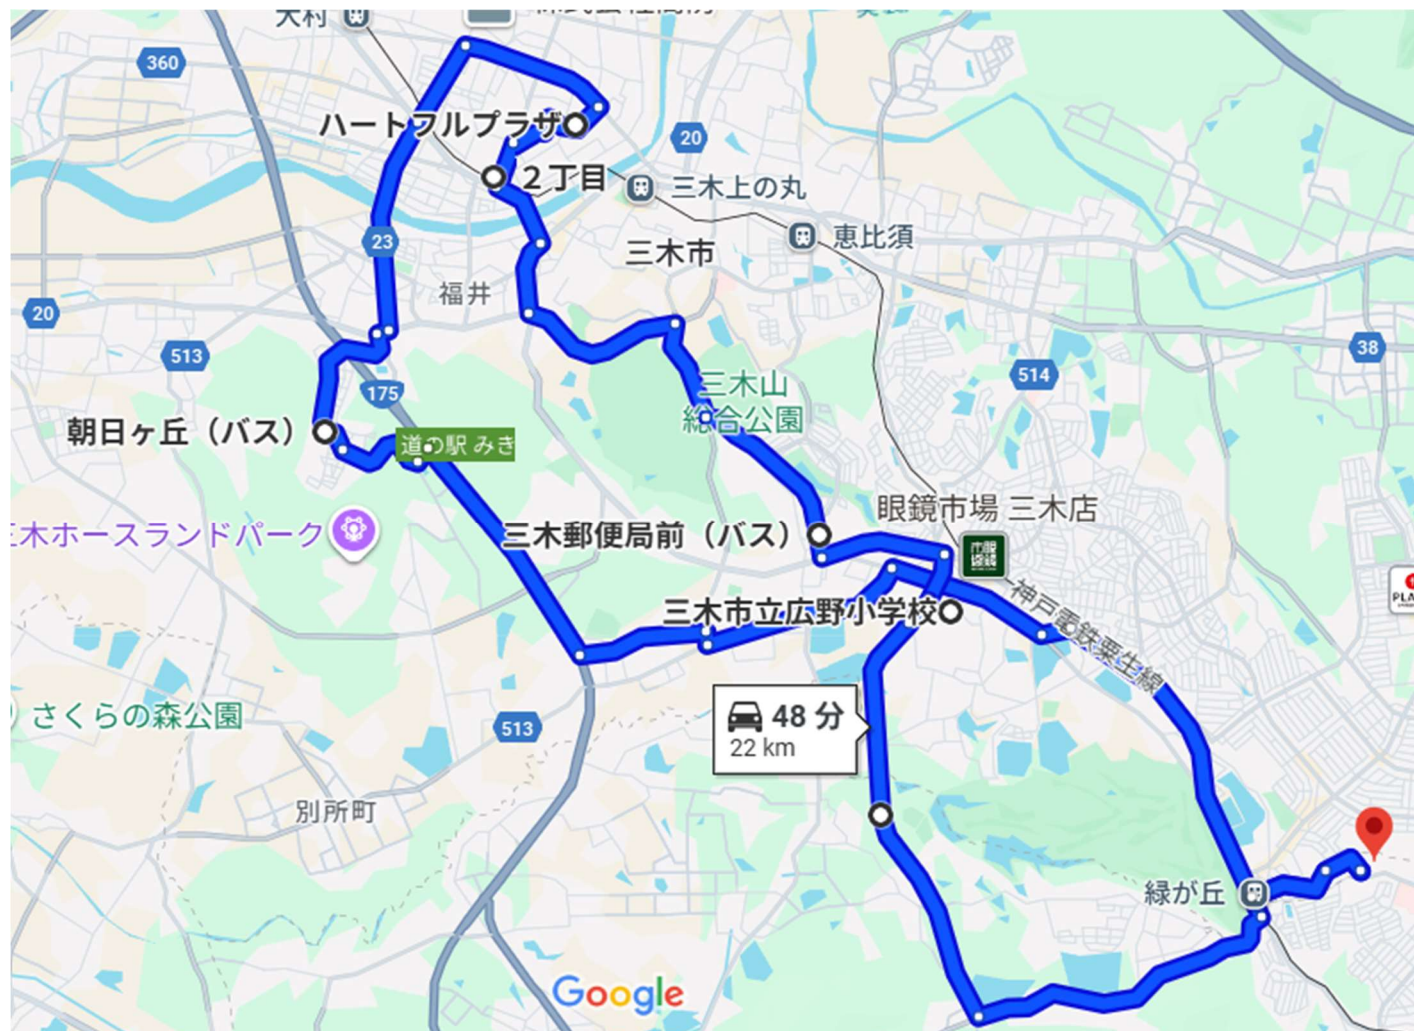 大村
360
ハートフルプラザ
20
２丁目
三木上の丸
恵比須
三木市
23
福井
20
513
38
514
175
三木山
総合公園
朝日ヶ丘（バス）
道の駅 みき
眼鏡市場 三木店
三木郵便局前（バス）
三木ホースランドパーク
眼鏡市場
PLA
神戸電鉄粟生線
三木市立広野小学校
さくらの森公園
513
48 分
22 km
別所町
緑が丘
Google